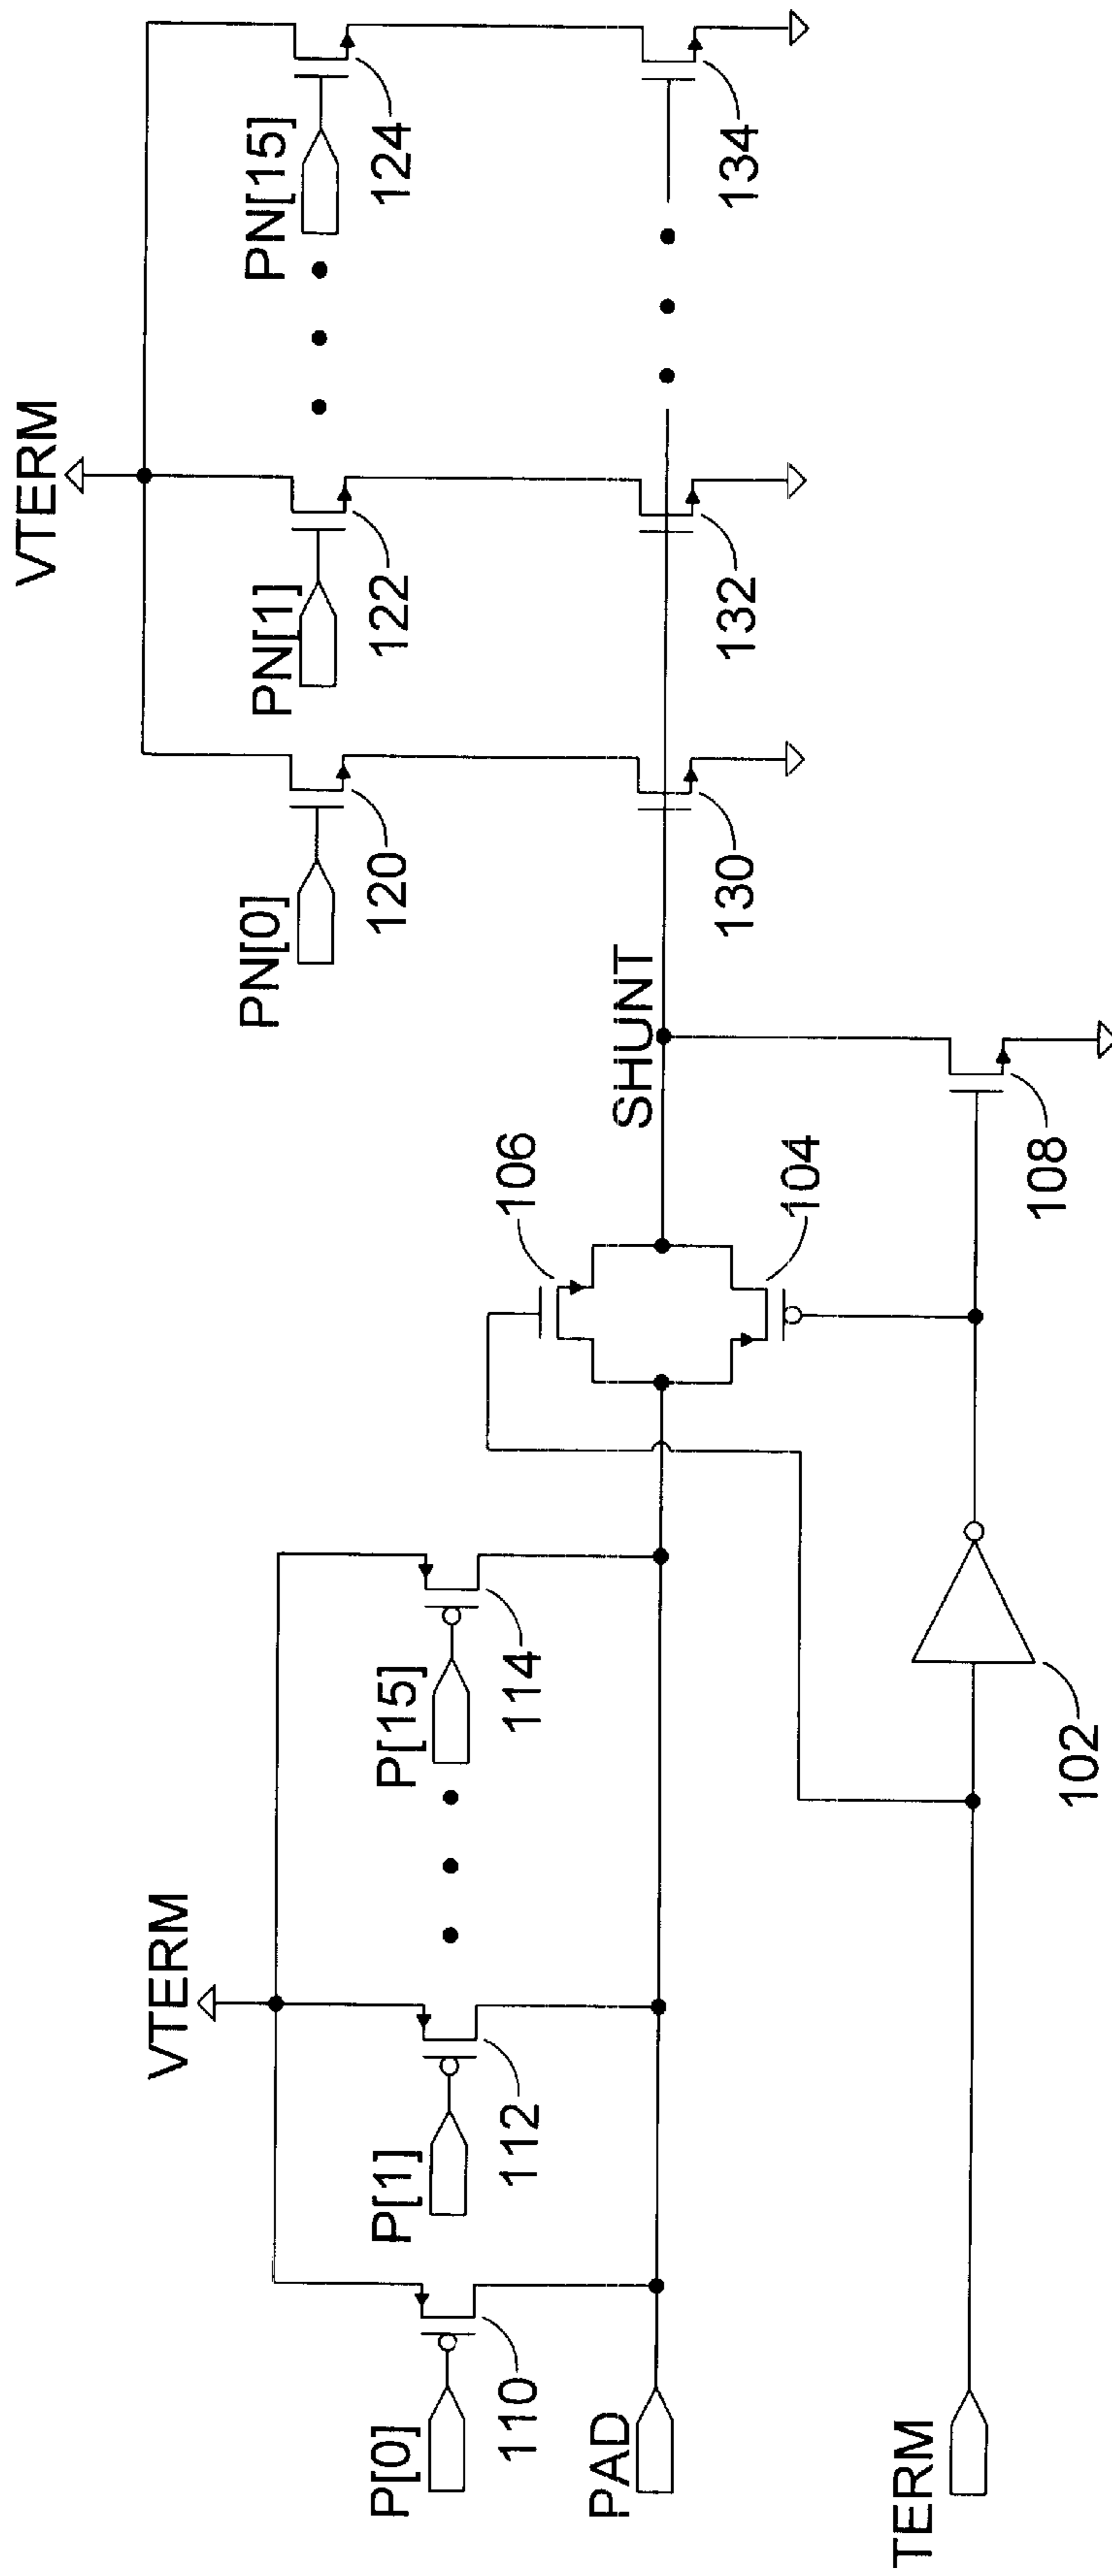 VTERM
PN[0]
120
PN[1]
122
PN[15]
124
VTERM
P[0]
110
P[1]
112
P[15]
114
106
SHUNT
130
132
134
PAD
104
TERM
102
108